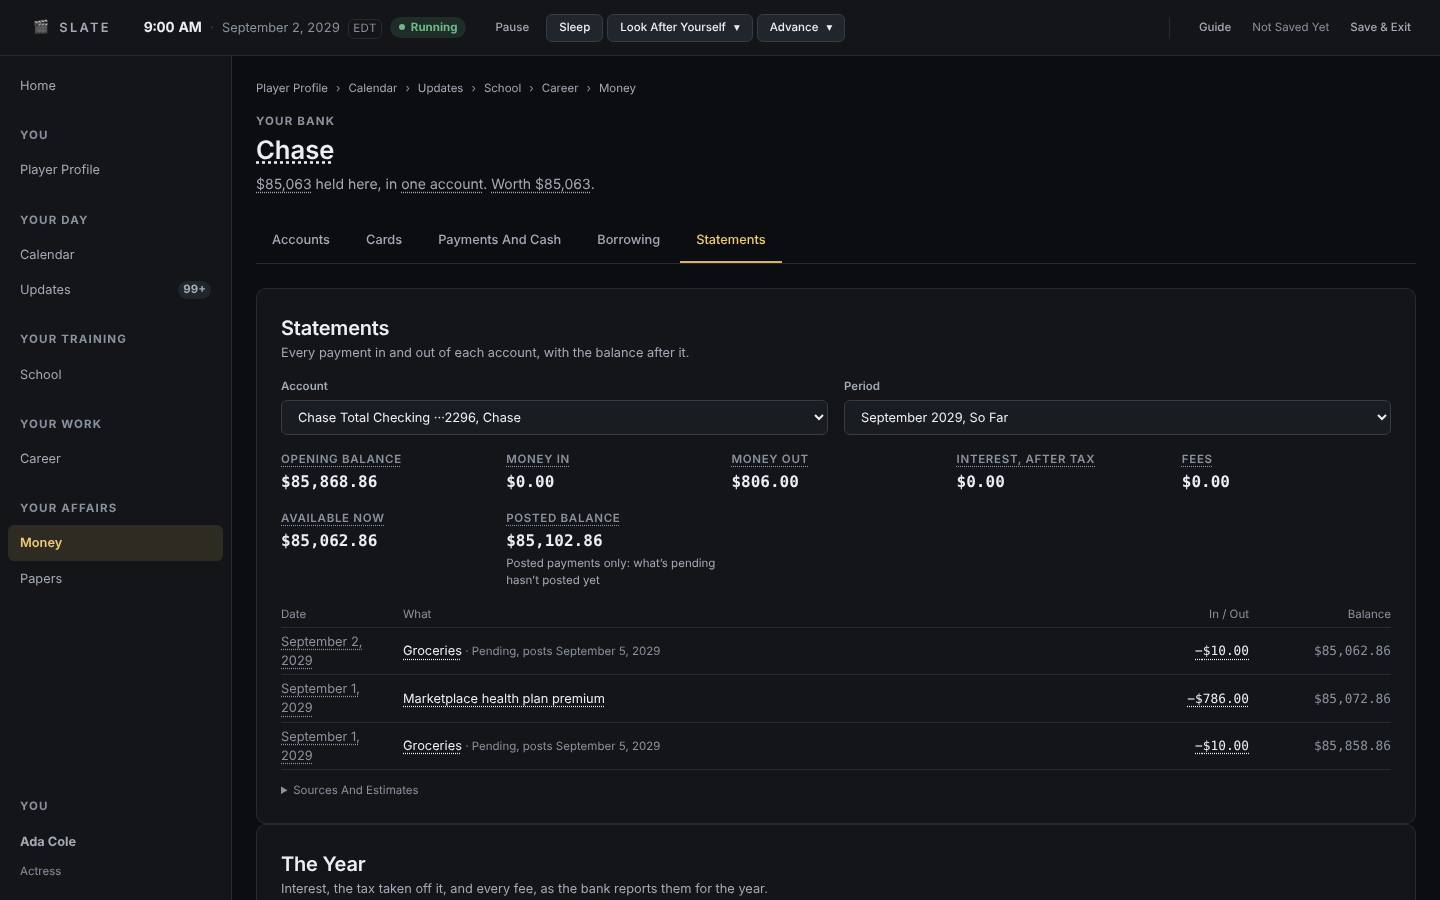 🎬 SLATE
9:00 AM · September 2, 2029 EDT Running
Pause Sleep Look After Yourself ▾ Advance ▾
Guide Not Saved Yet Save & Exit
Home
YOU
Player Profile
YOUR DAY
Calendar
Updates 99+
YOUR TRAINING
School
YOUR WORK
Career
YOUR AFFAIRS
Money
Papers
YOU
Ada Cole
Actress
Player Profile › Calendar › Updates › School › Career › Money
YOUR BANK
Chase
$85,063 held here, in one account. Worth $85,063.
Accounts Cards Payments And Cash Borrowing Statements
Statements
Every payment in and out of each account, with the balance after it.
Account Period
Chase Total Checking ···2296, Chase September 2029, So Far
OPENING BALANCE MONEY IN MONEY OUT INTEREST, AFTER TAX FEES
$85,868.86 $0.00 $806.00 $0.00 $0.00
AVAILABLE NOW POSTED BALANCE
$85,062.86 $85,102.86
Posted payments only: what’s pending
hasn’t posted yet
Date What In / Out Balance
September 2,
2029 Groceries · Pending, posts September 5, 2029 −$10.00 $85,062.86
September 1,
2029 Marketplace health plan premium −$786.00 $85,072.86
September 1,
2029 Groceries · Pending, posts September 5, 2029 −$10.00 $85,858.86
▶ Sources And Estimates
The Year
Interest, the tax taken off it, and every fee, as the bank reports them for the year.